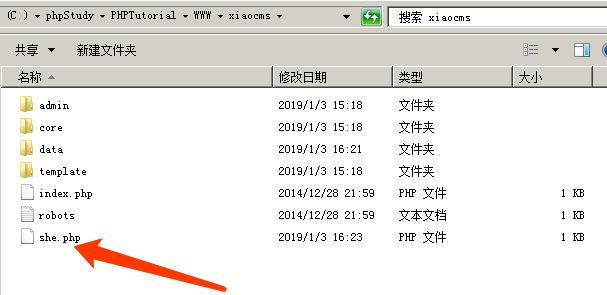 (C:) ▸ phpStudy ▸ PHPTutorial ▸ WWW ▸ xiaocms ▸ 搜索 xiaocms
共享 新建文件夹
名称 修改日期 类型 大小
admin 2019/1/3 15:18 文件夹
core 2019/1/3 15:18 文件夹
data 2019/1/3 16:21 文件夹
template 2019/1/3 15:18 文件夹
index.php 2014/12/28 21:59 PHP 文件 1 KB
robots 2014/12/28 21:59 文本文档 1 KB
she.php 2019/1/3 16:23 PHP 文件 1 KB